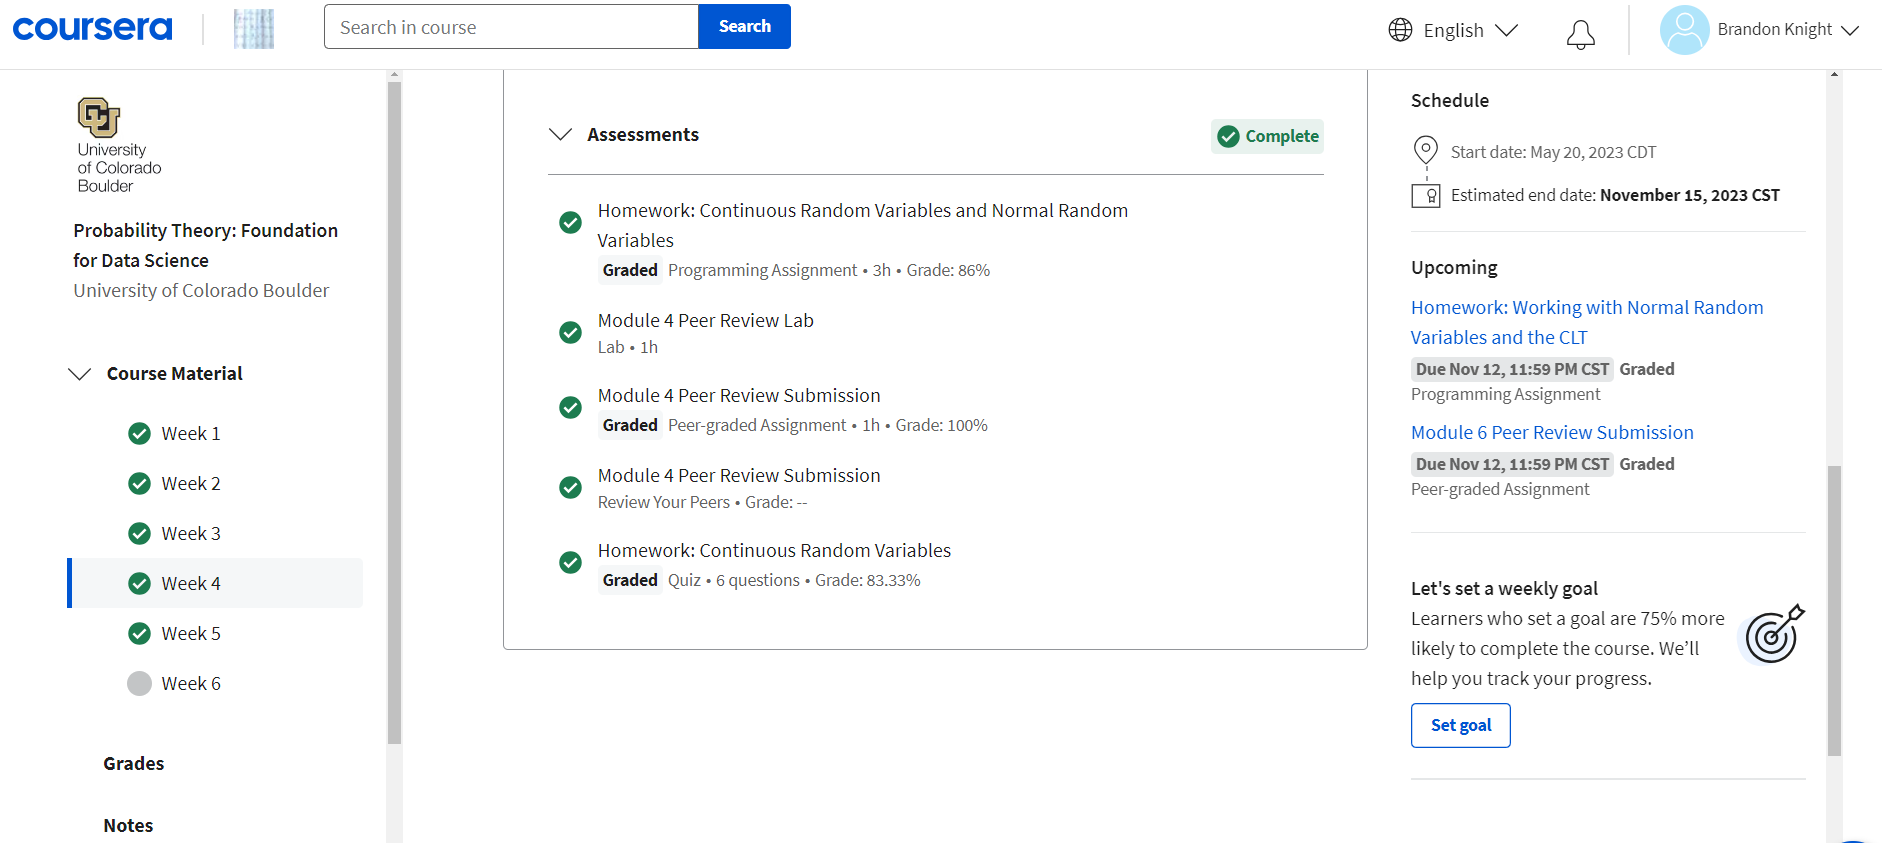 coursera
Search in course
Search
English
Brandon Knight
University
of Colorado
Boulder
Probability Theory: Foundation
for Data Science
University of Colorado Boulder
Course Material
Week 1
Week 2
Week 3
Week 4
Week 5
Week 6
Grades
Notes
Assessments
Complete
Homework: Continuous Random Variables and Normal Random
Variables
Graded Programming Assignment • 3h • Grade: 86%
Module 4 Peer Review Lab
Lab • 1h
Module 4 Peer Review Submission
Graded Peer-graded Assignment • 1h • Grade: 100%
Module 4 Peer Review Submission
Review Your Peers • Grade: --
Homework: Continuous Random Variables
Graded Quiz • 6 questions • Grade: 83.33%
Schedule
Start date: May 20, 2023 CDT
Estimated end date: November 15, 2023 CST
Upcoming
Homework: Working with Normal Random
Variables and the CLT
Due Nov 12, 11:59 PM CST Graded
Programming Assignment
Module 6 Peer Review Submission
Due Nov 12, 11:59 PM CST Graded
Peer-graded Assignment
Let's set a weekly goal
Learners who set a goal are 75% more
likely to complete the course. We’ll
help you track your progress.
Set goal